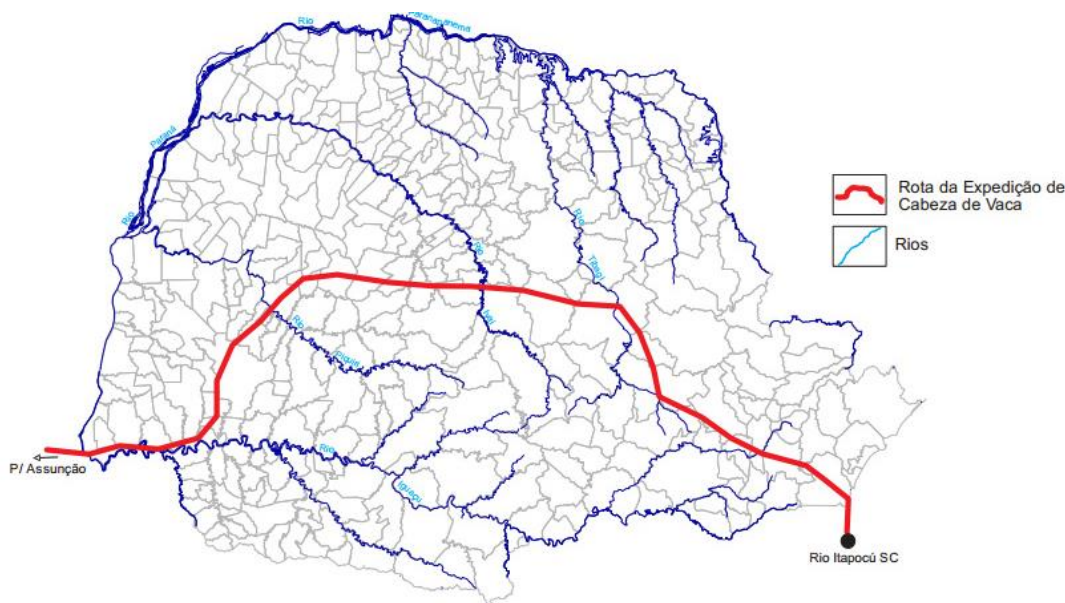 Rio
Paranapanema
Paraná
Rio
Rio
Tibagi
Rio
Ivaí
Rio
Piquiri
Rio
Iguaçu
P/ Assunção
Rio Itapocú SC
Rota da Expedição de
Cabeza de Vaca
Rios